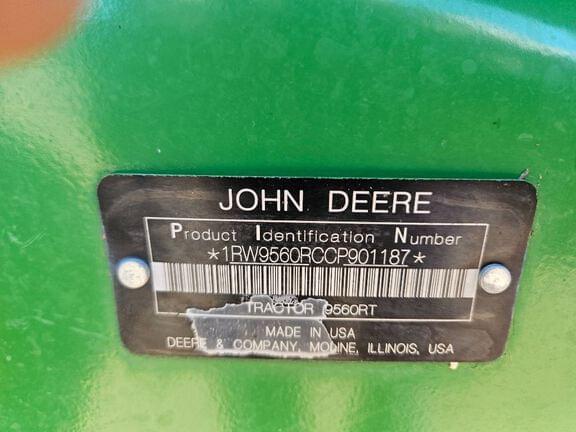 JOHN DEERE
Product Identification Number
*1RW9560RCCP901187*
TRACTOR 9560RT
MADE IN USA
DEERE & COMPANY, MOLINE, ILLINOIS, USA